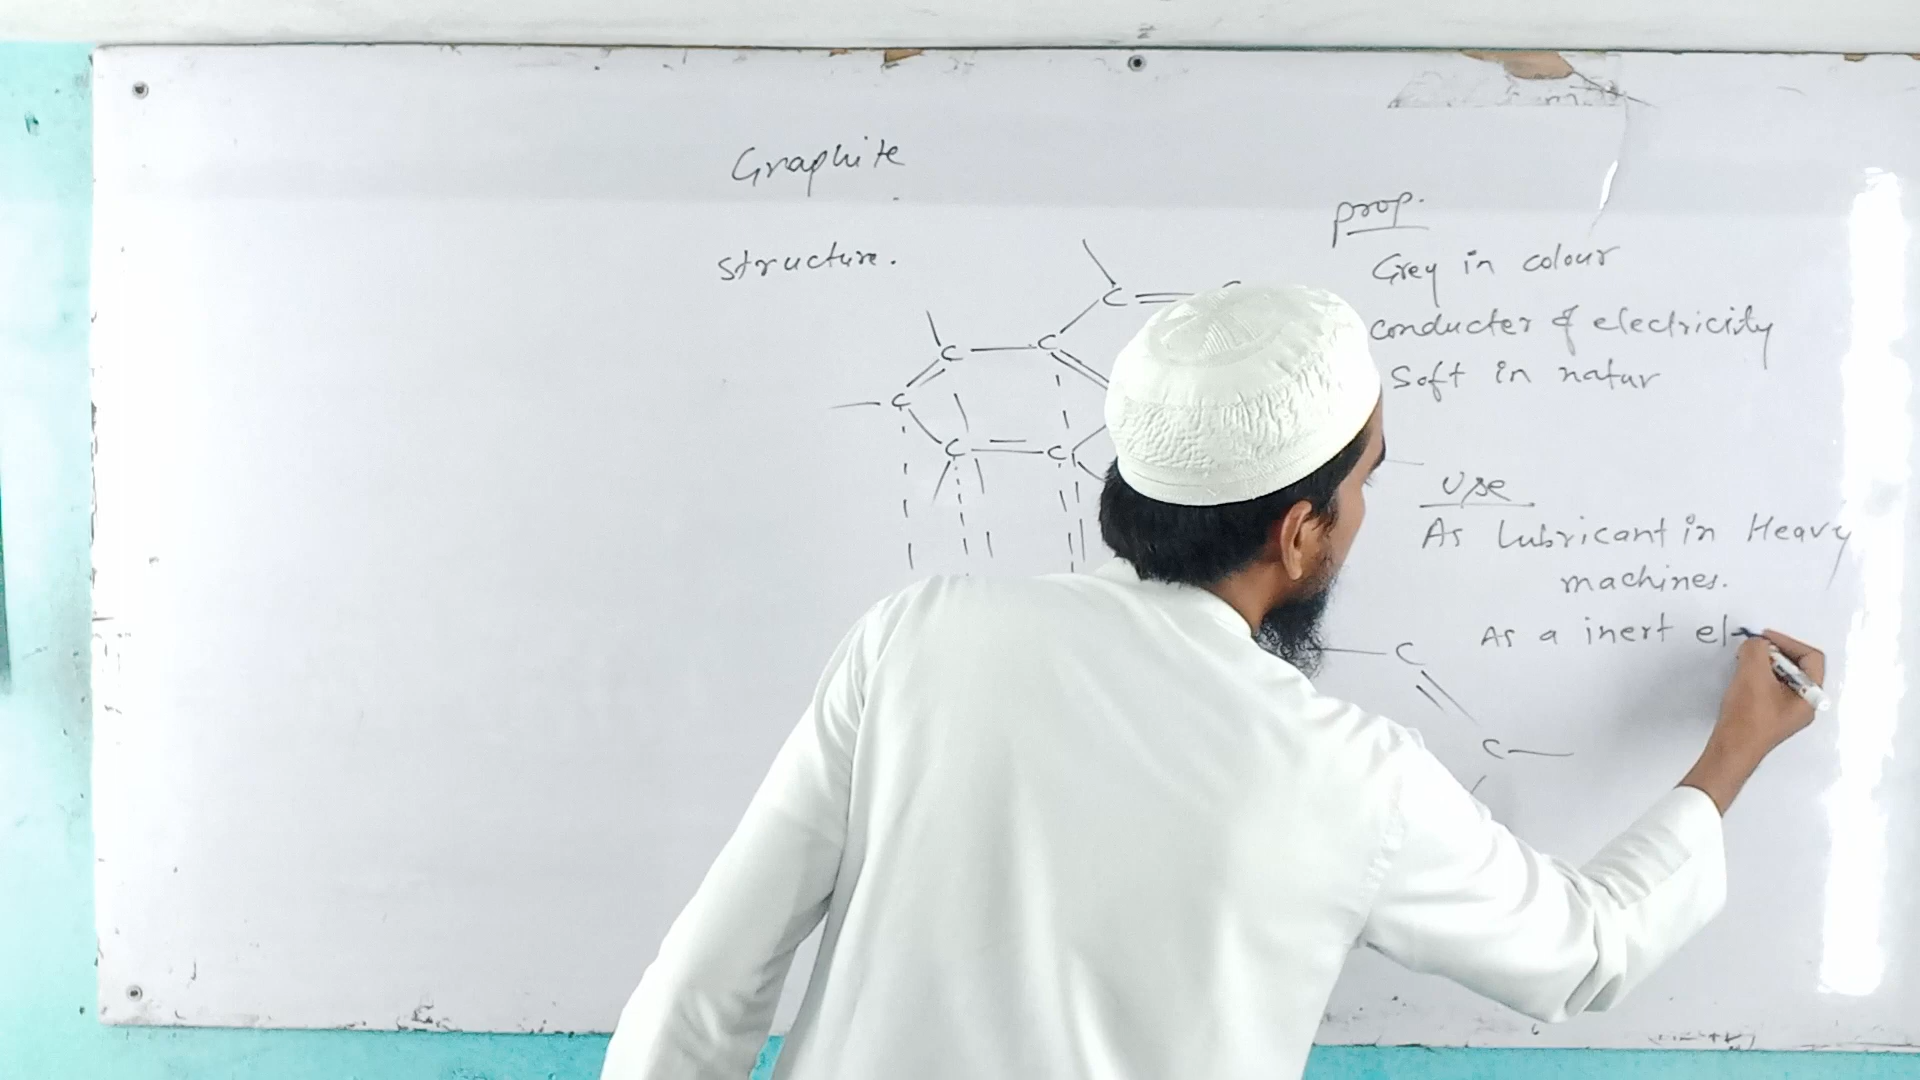 Graphite
structure.
C = C
C — C
C
C = C
C
C —
prop.
Grey in colour
conducter of electricity
Soft in natur
Use
As Lubricant in Heavy
machines.
As a inert el